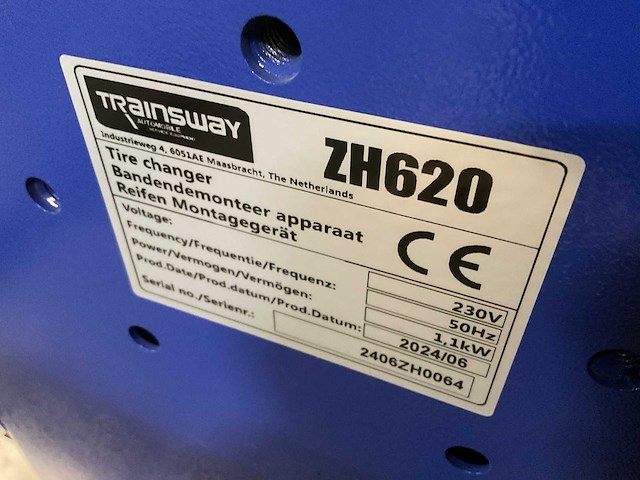 TRAINSWAY
AUTOMOBILE
SERVICE EQUIPMENT
Industrieweg 4, 6051AE Maasbracht, The Netherlands
ZH620
Tire changer
Bandendemonteer apparaat
Reifen Montagegerät
CE
Voltage: 230V
Frequency/Frequentie/Frequenz: 50Hz
Power/Vermogen/Vermögen: 1,1kW
Prod.Date/Prod.datum/Prod.Datum: 2024/06
Serial no./Serienr.: 2406ZH0064